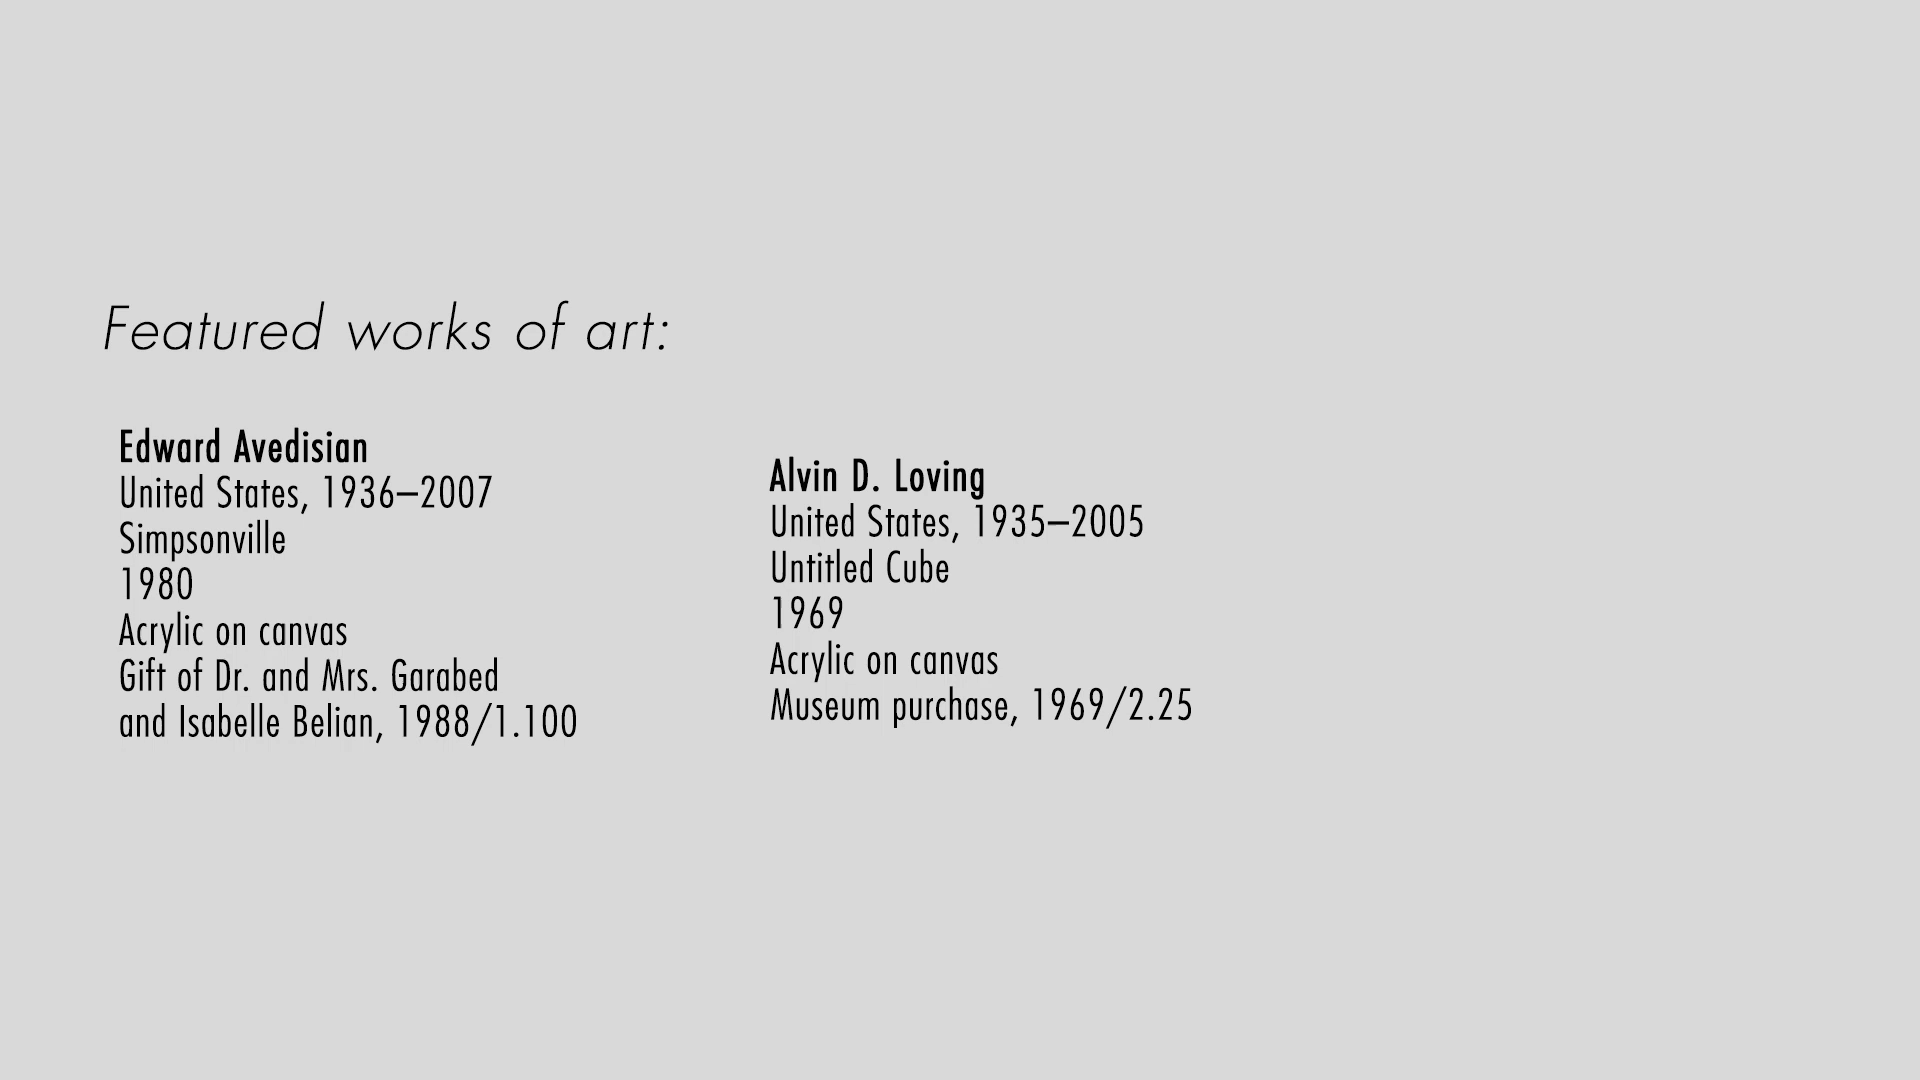 Featured works of art:
Edward Avedisian
United States, 1936–2007
Simpsonville
1980
Acrylic on canvas
Gift of Dr. and Mrs. Garabed
and Isabelle Belian, 1988/1.100
Alvin D. Loving
United States, 1935–2005
Untitled Cube
1969
Acrylic on canvas
Museum purchase, 1969/2.25